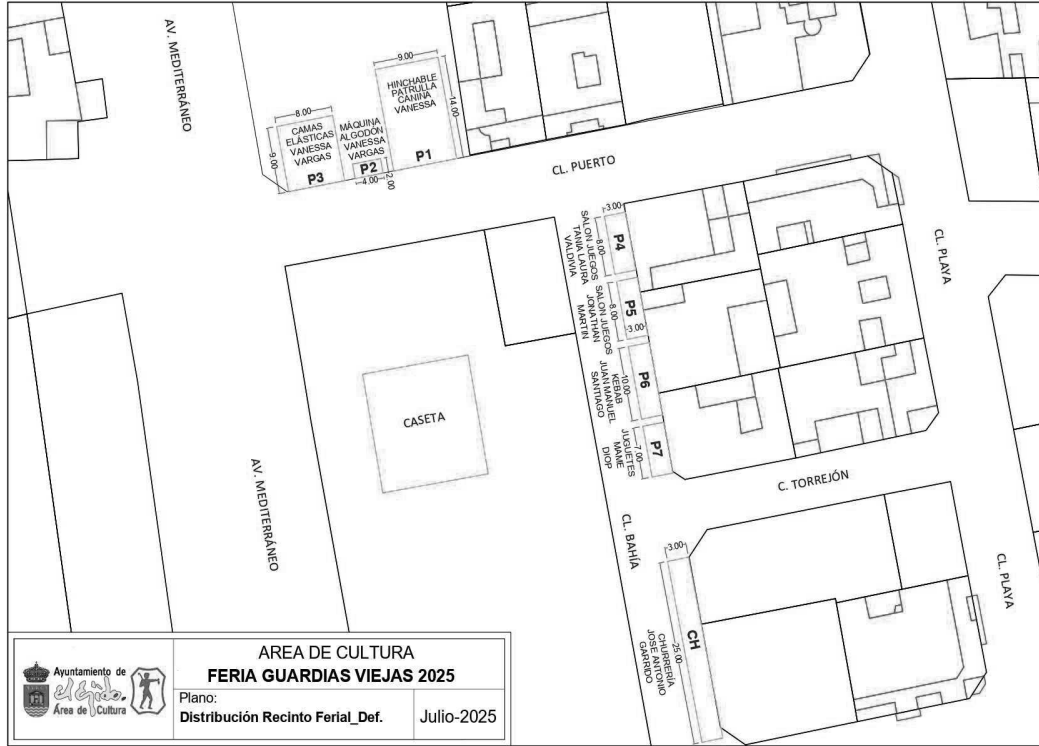 AV. MEDITERRÁNEO
9.00
HINCHABLE
PATRULLA
CANINA
VANESSA
14.00
P1
8.00
CAMAS
ELÁSTICAS
VANESSA
VARGAS
9.00
P3
MÁQUINA
ALGODÓN
VANESSA
VARGAS
P2
2.00
4.00
CL. PUERTO
3.00
P4
8.00
SALON JUEGOS
TANIA LAURA
VALDIVIA
P5
8.00
3.00
SALON JUEGOS
JONATHAN
MARTIN
P6
10.00
KEBAB
JUAN MANUEL
SANTIAGO
P7
7.00
JUGUETES
MAME
DIOP
CL. PLAYA
CASETA
AV. MEDITERRÁNEO
C. TORREJÓN
CL. BAHÍA
3.00
CH
25.00
CHURRERÍA
JOSE ANTONIO
GARRIDO
CL. PLAYA
Ayuntamiento de
el ejido.
Área de Cultura
AREA DE CULTURA
FERIA GUARDIAS VIEJAS 2025
Plano:
Distribución Recinto Ferial_Def.
Julio-2025